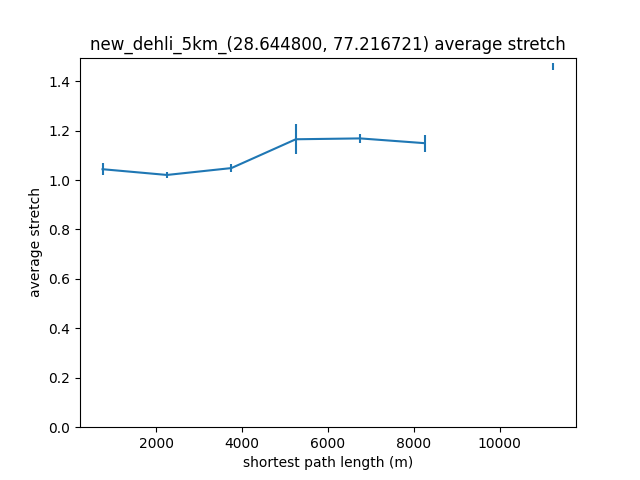 new_dehli_5km_(28.644800, 77.216721) average stretch
1.4
1.2
1.0
0.8
0.6
0.4
0.2
0.0
average stretch
2000 4000 6000 8000 10000
shortest path length (m)